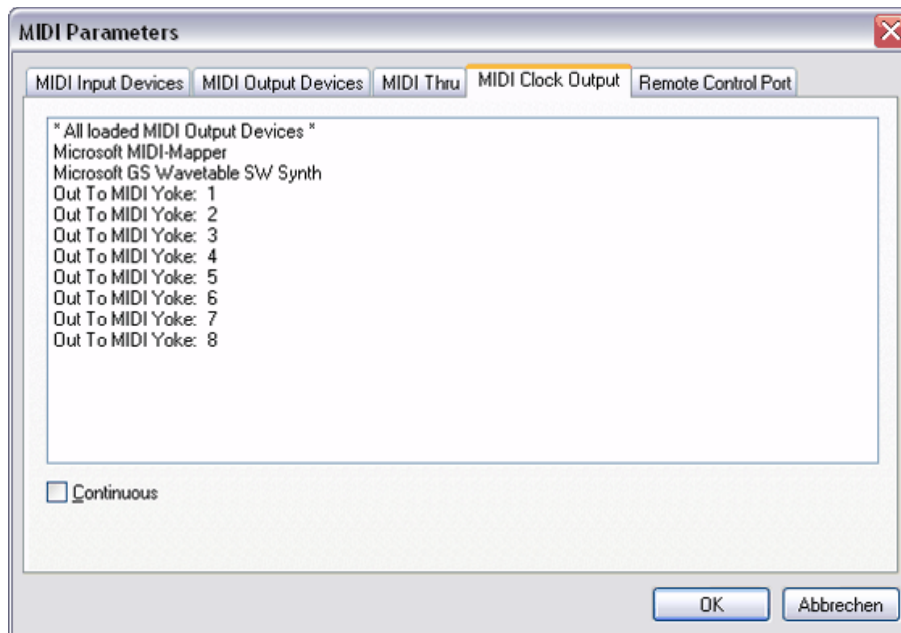 MIDI Parameters
MIDI Input Devices MIDI Output Devices MIDI Thru MIDI Clock Output Remote Control Port
* All loaded MIDI Output Devices *
Microsoft MIDI-Mapper
Microsoft GS Wavetable SW Synth
Out To MIDI Yoke: 1
Out To MIDI Yoke: 2
Out To MIDI Yoke: 3
Out To MIDI Yoke: 4
Out To MIDI Yoke: 5
Out To MIDI Yoke: 6
Out To MIDI Yoke: 7
Out To MIDI Yoke: 8
Continuous
OK Abbrechen